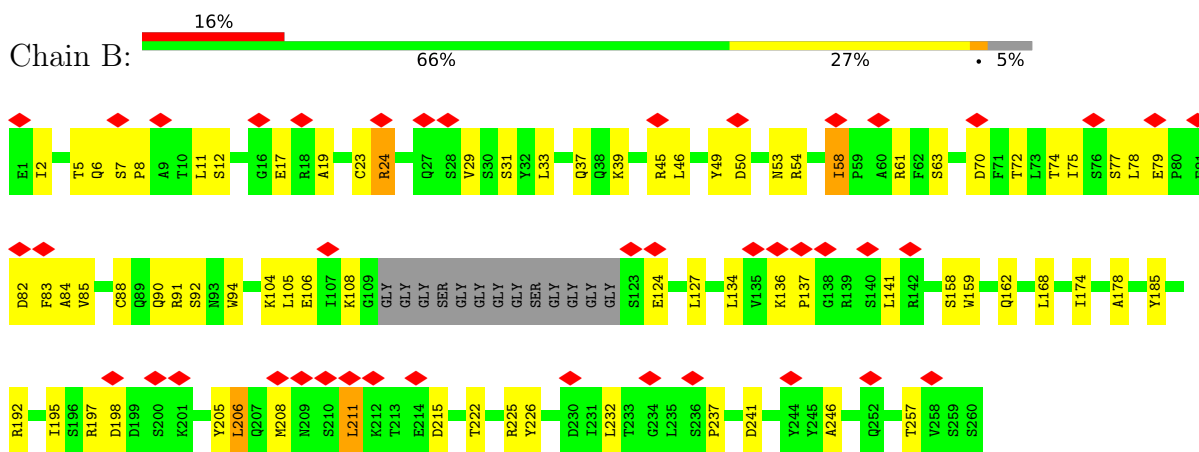 16%
Chain B:
66% 27% • 5%
E1 I2 T5 Q6 S7 P8 A9 T10 L11 S12 G16 E17 R18 A19 C23 R24 Q27 S28 V29 S30 S31 Y32 L33 Q37 Q38 K39 R45 L46 Y49 D50 N53 R54 I58 P59 A60 R61 F62 S63 D70 F71 T72 L73 T74 I75 S76 S77 L78 E79 P80
D82 F83 A84 V85 C88 Q89 Q90 R91 S92 N93 W94 K104 L105 E106 I107 K108 G109 GLY GLY GLY SER GLY GLY GLY GLY SER GLY GLY GLY GLY S123 E124 L127 L134 V135 K136 P137 G138 R139 S140 L141 R142 S158 W159 Q162 L168 I174 A178 Y185
R192 I195 S196 R197 D198 D199 S200 K201 Y205 L206 Q207 M208 N209 S210 L211 K212 T213 E214 D215 T222 R225 Y226 D230 I231 L232 T233 G234 L235 S236 P237 D241 Y244 Y245 A246 Q252 T257 V258 S259 S260